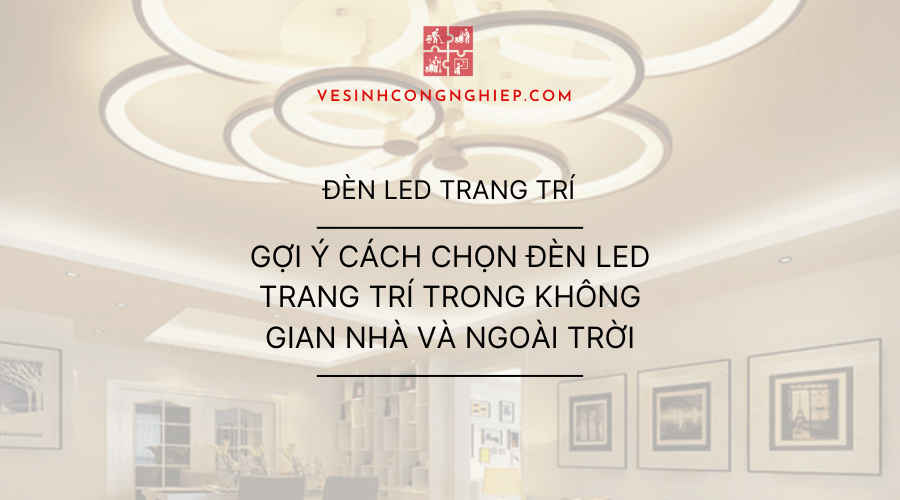 VESINHCONGNGHIEP.COM
ĐÈN LED TRANG TRÍ
GỢI Ý CÁCH CHỌN ĐÈN LED
TRANG TRÍ TRONG KHÔNG
GIAN NHÀ VÀ NGOÀI TRỜI